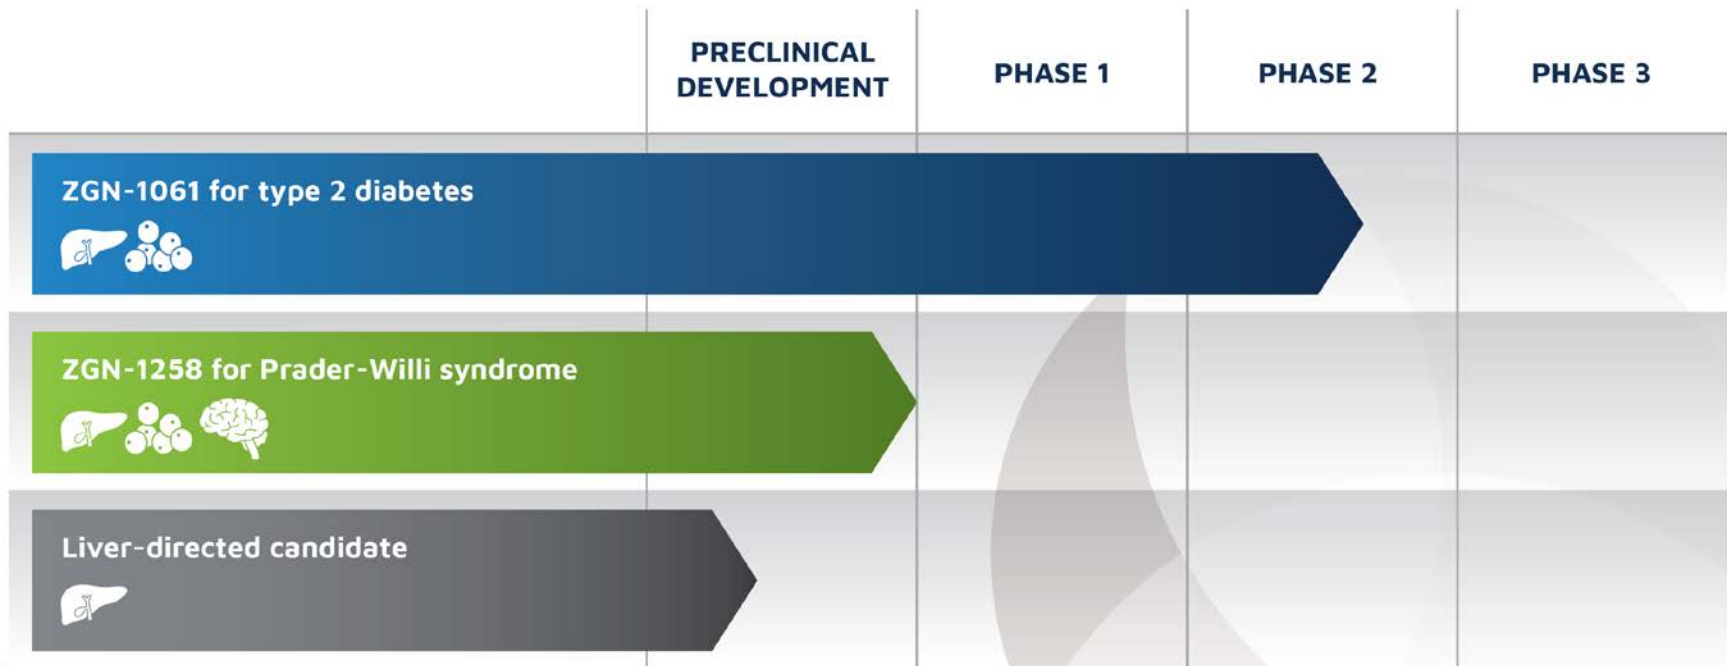 PRECLINICAL
DEVELOPMENT
PHASE 1
PHASE 2
PHASE 3
ZGN-1061 for type 2 diabetes
ZGN-1258 for Prader-Willi syndrome
Liver-directed candidate